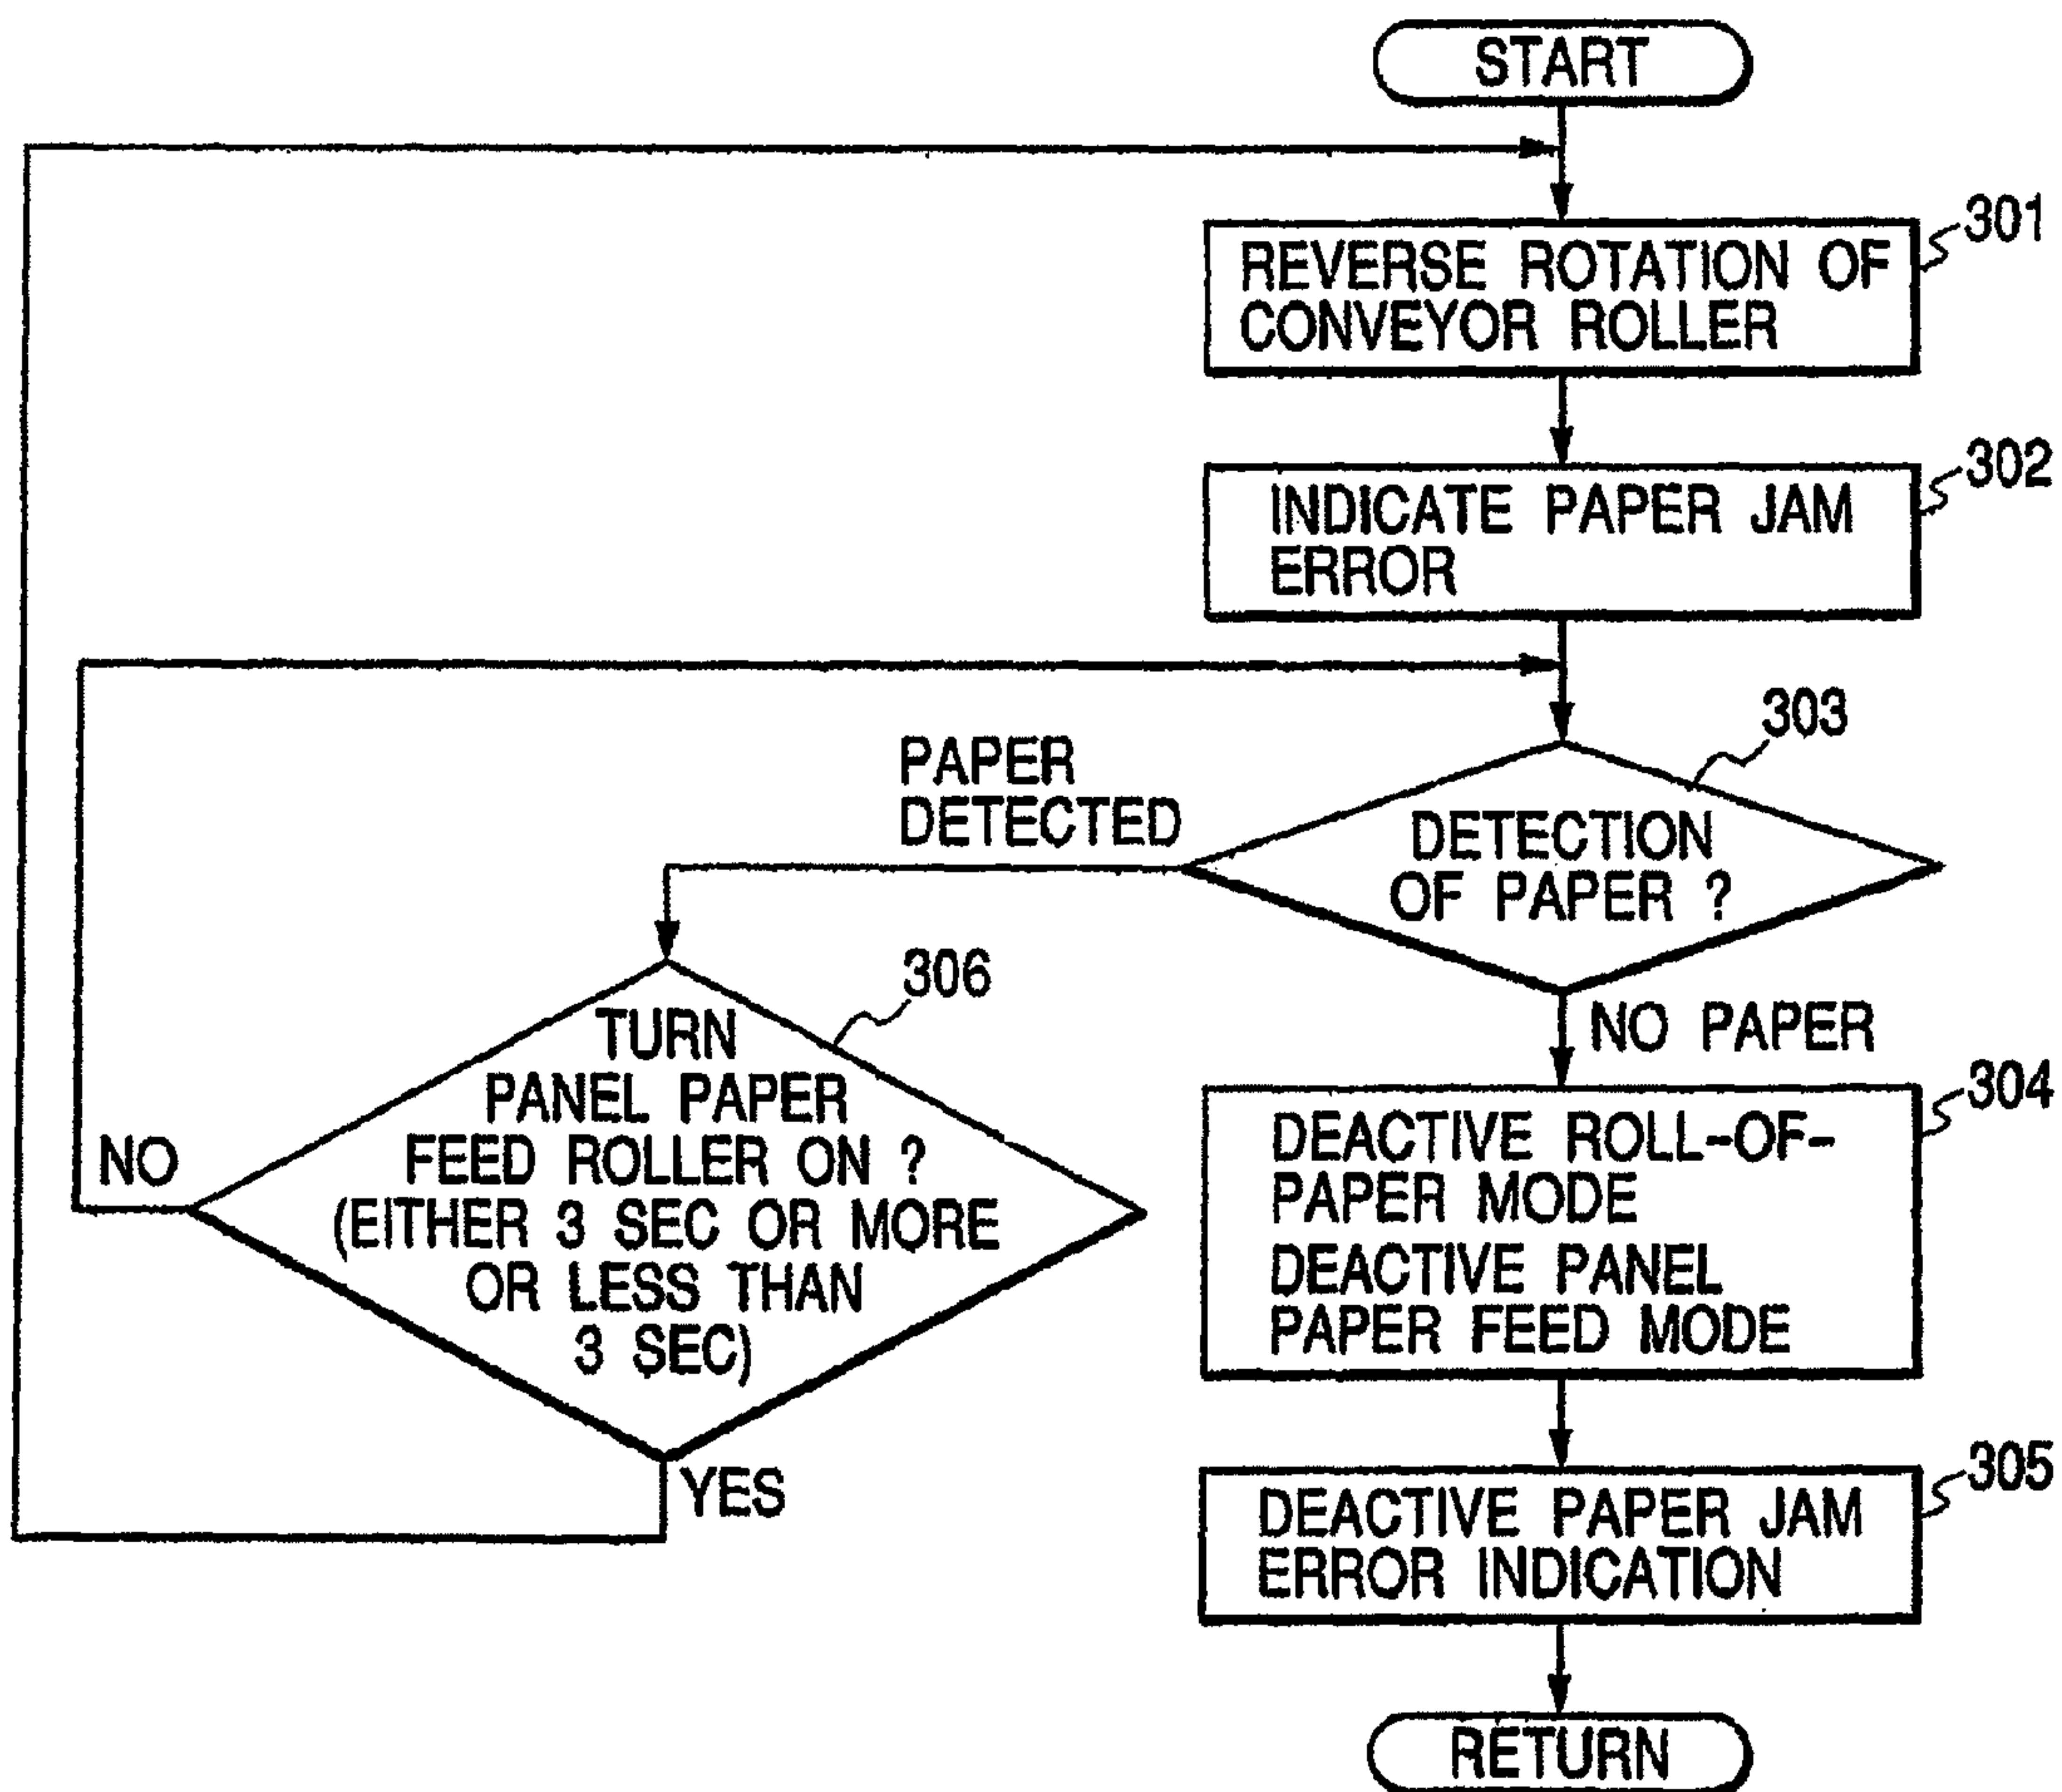 START
301
REVERSE ROTATION OF
CONVEYOR ROLLER
302
INDICATE PAPER JAM
ERROR
303
PAPER
DETECTED
DETECTION
OF PAPER ?
306
NO PAPER
TURN
PANEL PAPER
FEED ROLLER ON ?
(EITHER 3 SEC OR MORE
OR LESS THAN
3 SEC)
NO
YES
304
DEACTIVE ROLL-OF-
PAPER MODE
DEACTIVE PANEL
PAPER FEED MODE
305
DEACTIVE PAPER JAM
ERROR INDICATION
RETURN